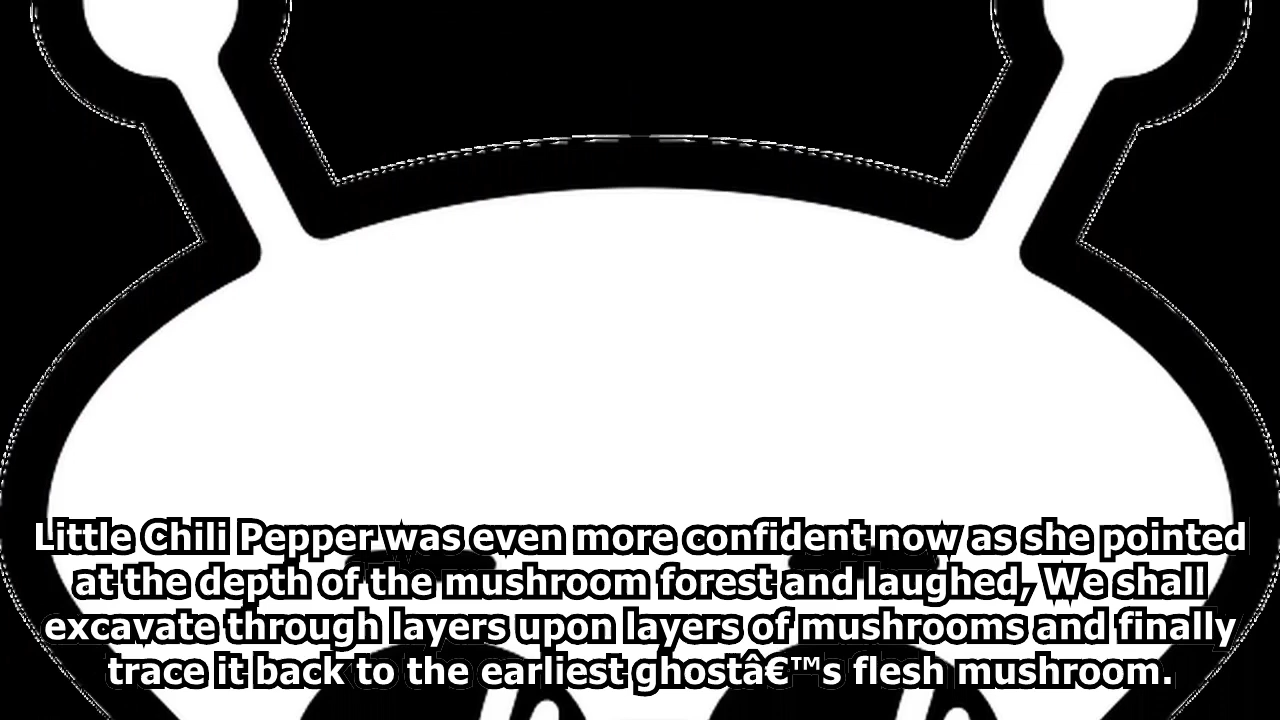 Little Chili Pepper was even more confident now as she pointed
at the depth of the mushroom forest and laughed, We shall
excavate through layers upon layers of mushrooms and finally
trace it back to the earliest ghostâ€™s flesh mushroom.